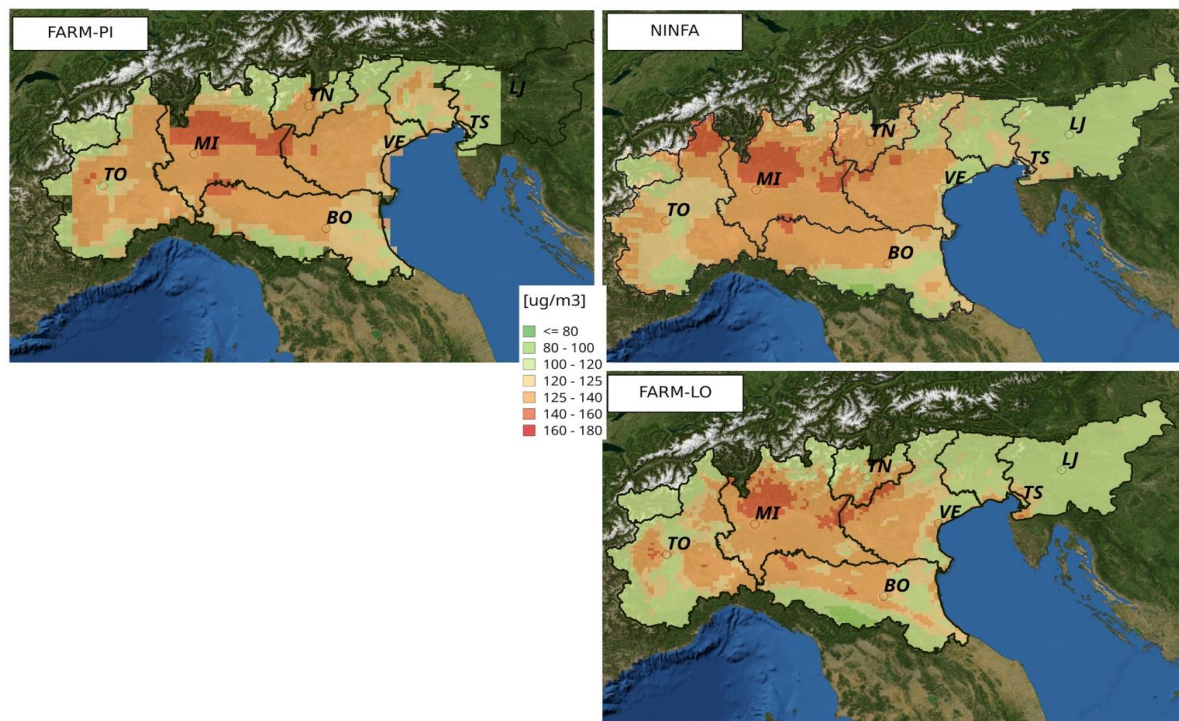 FARM-PI
LJ
TN
TS
MI
VE
TO
BO
NINFA
LJ
TN
TS
MI
VE
TO
BO
[ug/m3]
<= 80
80 - 100
100 - 120
120 - 125
125 - 140
140 - 160
160 - 180
FARM-LO
LJ
TN
TS
MI
VE
TO
BO